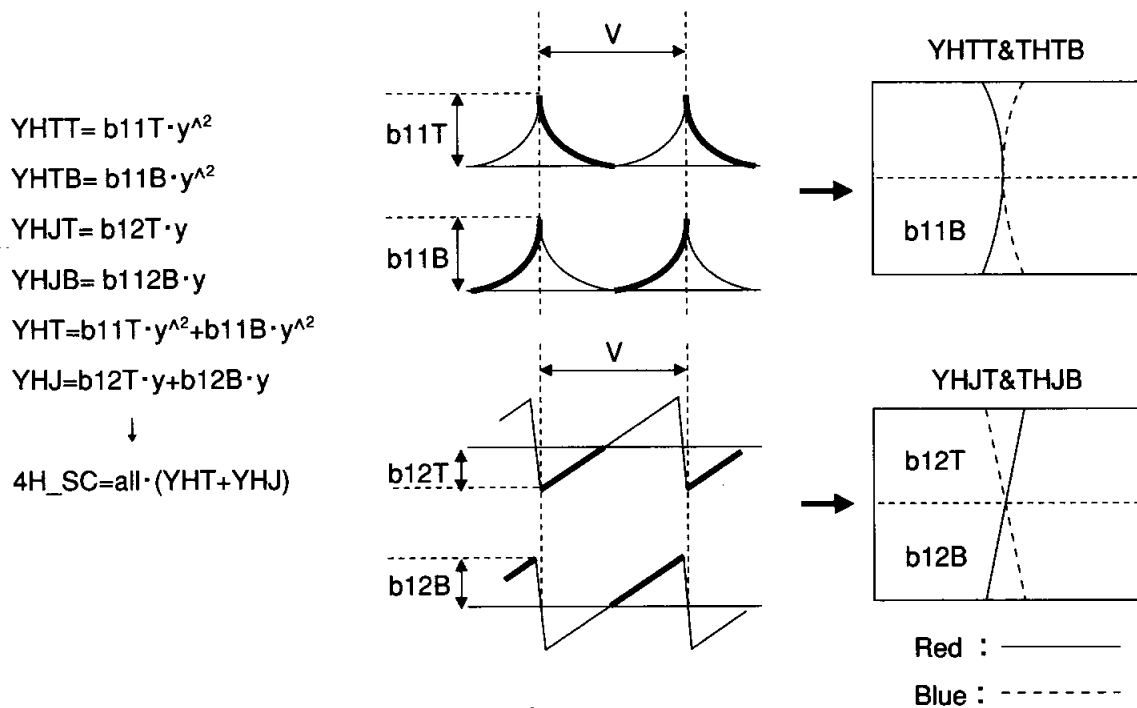 YHTT= b11T·y^2
YHTB= b11B·y^2
YHJT= b12T·y
YHJB= b112B·y
YHT=b11T·y^2+b11B·y^2
YHJ=b12T·y+b12B·y
↓
4H_SC=all·(YHT+YHJ)
V
b11T
b11B
V
b12T
b12B
YHTT&THTB
b11B
YHJT&THJB
b12T
b12B
Red :
Blue :